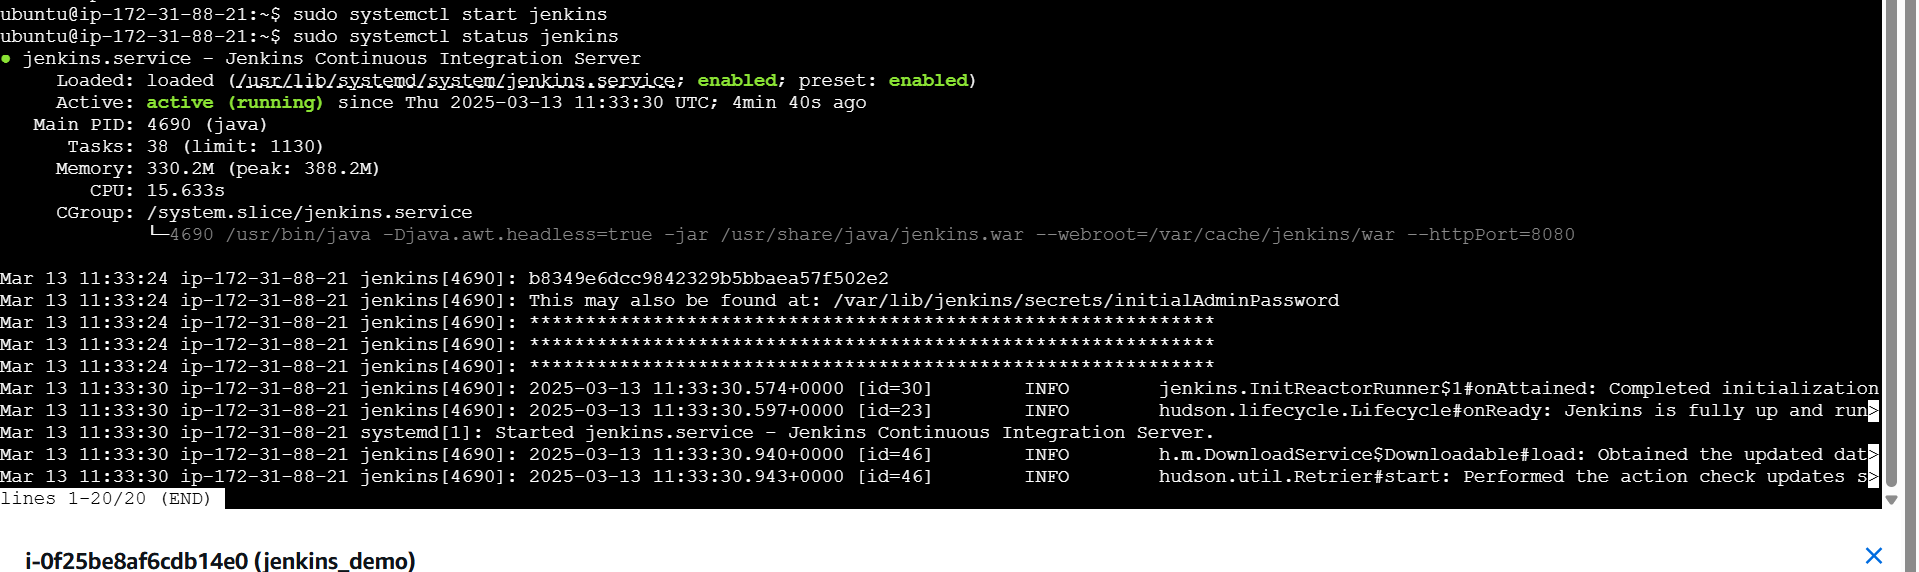 ubuntu@ip-172-31-88-21:~$ sudo systemctl start jenkins
ubuntu@ip-172-31-88-21:~$ sudo systemctl status jenkins
● jenkins.service - Jenkins Continuous Integration Server
Loaded: loaded (/usr/lib/systemd/system/jenkins.service; enabled; preset: enabled)
Active: active (running) since Thu 2025-03-13 11:33:30 UTC; 4min 40s ago
Main PID: 4690 (java)
Tasks: 38 (limit: 1130)
Memory: 330.2M (peak: 388.2M)
CPU: 15.633s
CGroup: /system.slice/jenkins.service
└─4690 /usr/bin/java -Djava.awt.headless=true -jar /usr/share/java/jenkins.war --webroot=/var/cache/jenkins/war --httpPort=8080
Mar 13 11:33:24 ip-172-31-88-21 jenkins[4690]: b8349e6dcc9842329b5bbaea57f502e2
Mar 13 11:33:24 ip-172-31-88-21 jenkins[4690]: This may also be found at: /var/lib/jenkins/secrets/initialAdminPassword
Mar 13 11:33:24 ip-172-31-88-21 jenkins[4690]: *************************************************************
Mar 13 11:33:24 ip-172-31-88-21 jenkins[4690]: *************************************************************
Mar 13 11:33:24 ip-172-31-88-21 jenkins[4690]: *************************************************************
Mar 13 11:33:30 ip-172-31-88-21 jenkins[4690]: 2025-03-13 11:33:30.574+0000 [id=30] INFO jenkins.InitReactorRunner$1#onAttained: Completed initialization
Mar 13 11:33:30 ip-172-31-88-21 jenkins[4690]: 2025-03-13 11:33:30.597+0000 [id=23] INFO hudson.lifecycle.Lifecycle#onReady: Jenkins is fully up and run>
Mar 13 11:33:30 ip-172-31-88-21 systemd[1]: Started jenkins.service - Jenkins Continuous Integration Server.
Mar 13 11:33:30 ip-172-31-88-21 jenkins[4690]: 2025-03-13 11:33:30.940+0000 [id=46] INFO h.m.DownloadService$Downloadable#load: Obtained the updated dat>
Mar 13 11:33:30 ip-172-31-88-21 jenkins[4690]: 2025-03-13 11:33:30.943+0000 [id=46] INFO hudson.util.Retrier#start: Performed the action check updates s>
lines 1-20/20 (END)
i-0f25be8af6cdb14e0 (jenkins_demo)